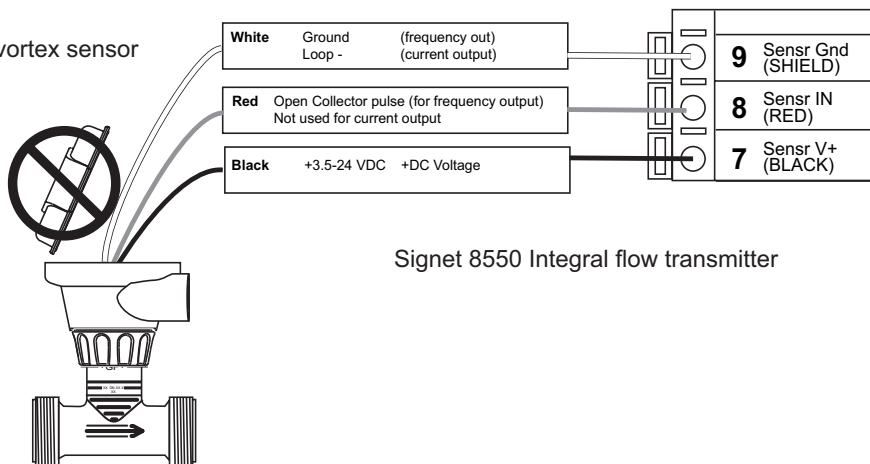 vortex sensor
White Ground (frequency out)
Loop - (current output)
Red Open Collector pulse (for frequency output)
Not used for current output
Black +3.5-24 VDC +DC Voltage
9 Sensr Gnd
(SHIELD)
8 Sensr IN
(RED)
7 Sensr V+
(BLACK)
Signet 8550 Integral flow transmitter